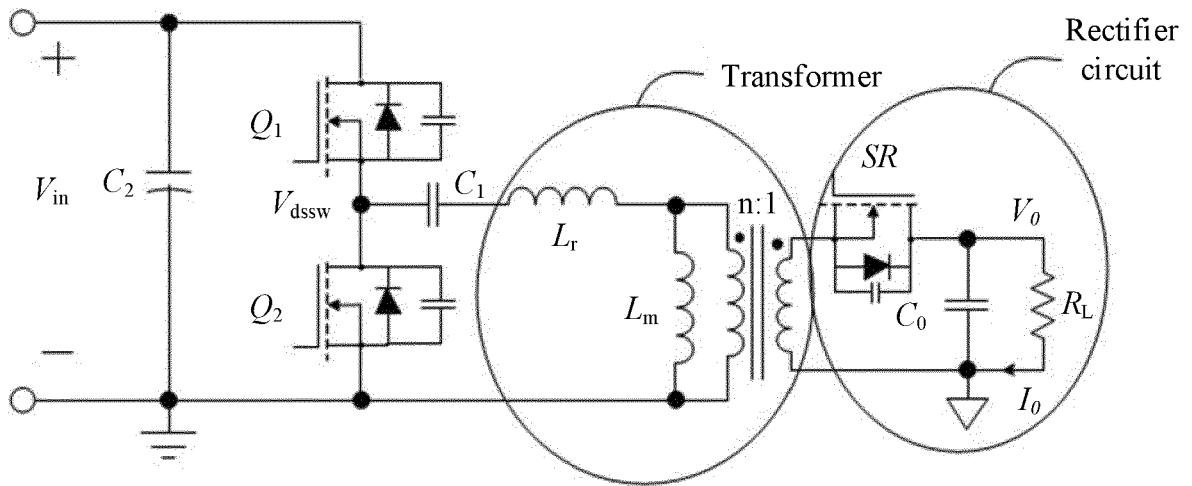 Rectifier
circuit
Transformer
+
Q1
SR
Vin
C2
C1
Vdssw
n:1
V0
Lr
Q2
Lm
C0
RL
−
I0